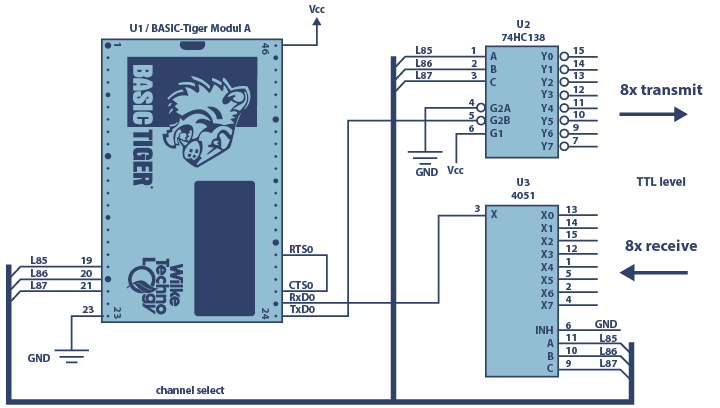 Vcc
U1 / BASIC-Tiger Modul A
1
46
BASIC TIGER
Wilke
Techno
logy
RTS0
CTS0
RxD0
TxD0
23
24
L85 19
L86 20
L87 21
23
GND
channel select
U2
74HC138
L85 1 A Y0 15
L86 2 B Y1 14
L87 3 C Y2 13
Y3 12
4 G2A Y4 11
5 G2B Y5 10
6 G1 Y6 9
Y7 7
GND
Vcc
8x transmit
TTL level
8x receive
U3
4051
3 X X0 13
X1 14
X2 15
X3 12
X4 1
X5 5
X6 2
X7 4
INH 6 GND
A 11 L85
B 10 L86
C 9 L87